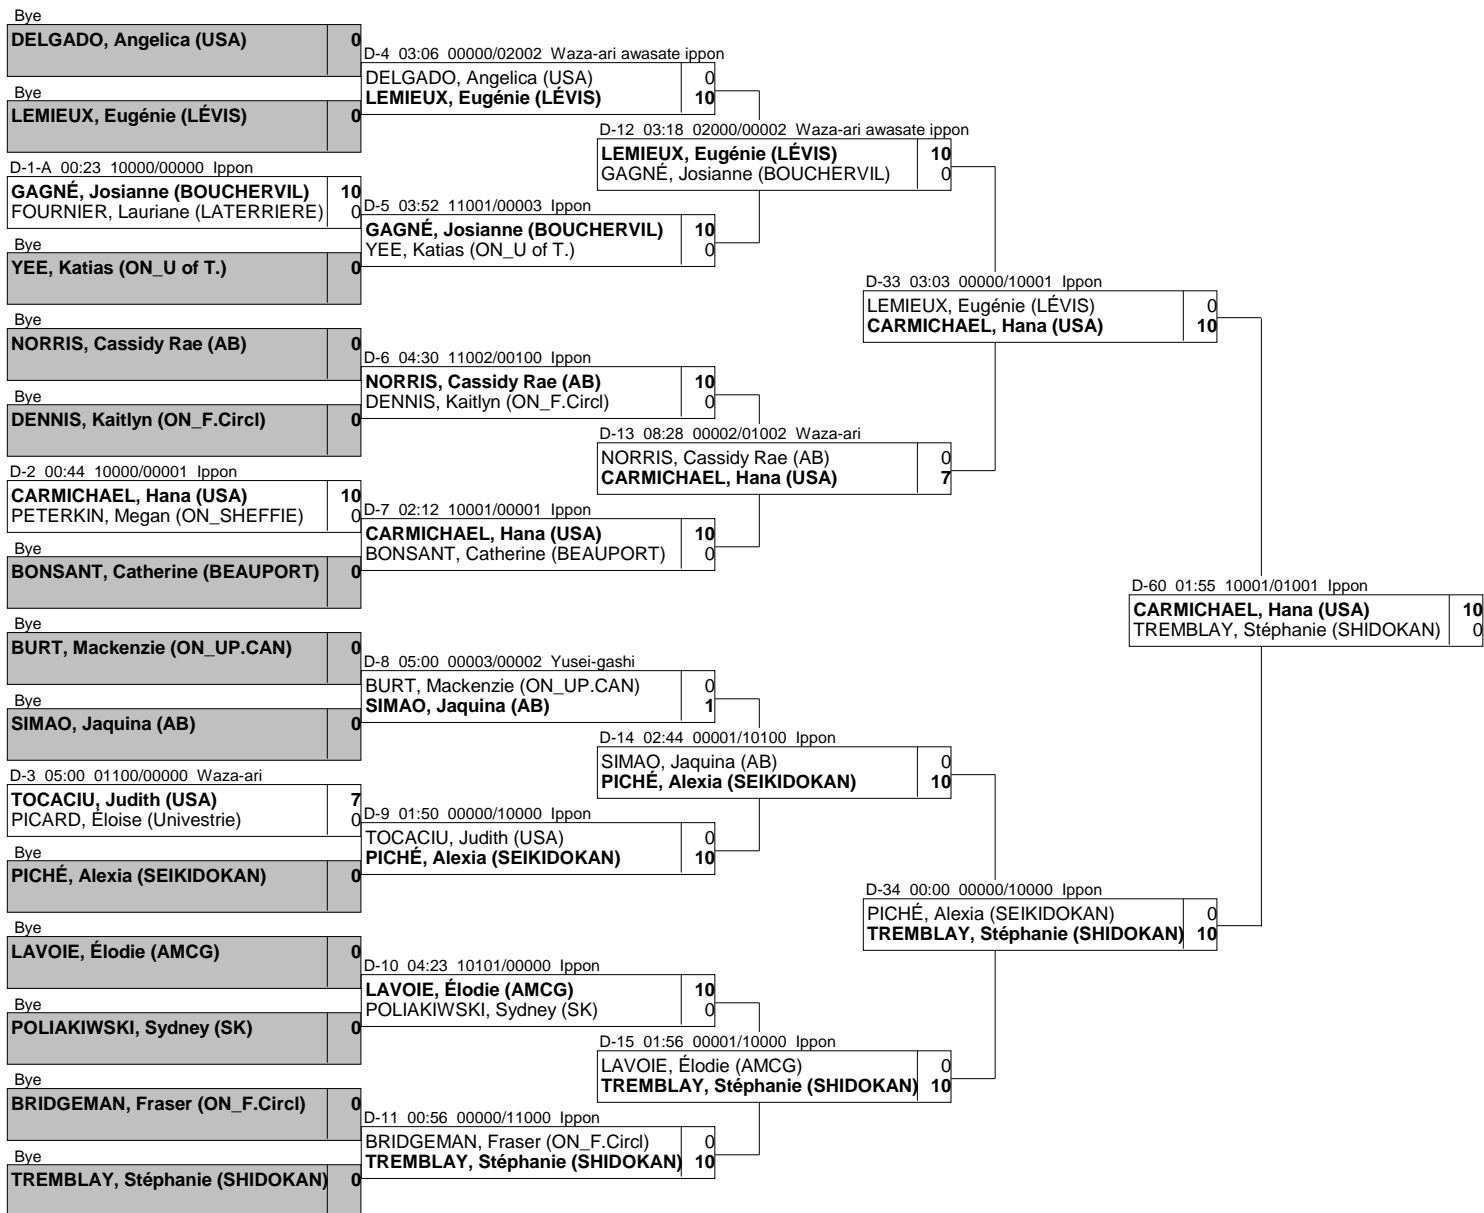 Bye
DELGADO, Angelica (USA) 0
Bye
LEMIEUX, Eugénie (LÉVIS) 0
D-1-A 00:23 10000/00000 Ippon
GAGNÉ, Josianne (BOUCHERVIL) 10
FOURNIER, Lauriane (LATERRIERE) 0
Bye
YEE, Katias (ON_U of T.) 0
Bye
NORRIS, Cassidy Rae (AB) 0
Bye
DENNIS, Kaitlyn (ON_F.Circl) 0
D-2 00:44 10000/00001 Ippon
CARMICHAEL, Hana (USA) 10
PETERKIN, Megan (ON_SHEFFIE) 0
Bye
BONSANT, Catherine (BEAUPORT) 0
Bye
BURT, Mackenzie (ON_UP.CAN) 0
Bye
SIMAO, Jaquina (AB) 0
D-3 05:00 01100/00000 Waza-ari
TOCACIU, Judith (USA) 7
PICARD, Éloise (Univestrie) 0
Bye
PICHÉ, Alexia (SEIKIDOKAN) 0
Bye
LAVOIE, Élodie (AMCG) 0
Bye
POLIAKIWSKI, Sydney (SK) 0
Bye
BRIDGEMAN, Fraser (ON_F.Circl) 0
Bye
TREMBLAY, Stéphanie (SHIDOKAN) 0
D-4 03:06 00000/02002 Waza-ari awasate ippon
DELGADO, Angelica (USA) 0
LEMIEUX, Eugénie (LÉVIS) 10
D-5 03:52 11001/00003 Ippon
GAGNÉ, Josianne (BOUCHERVIL) 10
YEE, Katias (ON_U of T.) 0
D-6 04:30 11002/00100 Ippon
NORRIS, Cassidy Rae (AB) 10
DENNIS, Kaitlyn (ON_F.Circl) 0
D-7 02:12 10001/00001 Ippon
CARMICHAEL, Hana (USA) 10
BONSANT, Catherine (BEAUPORT) 0
D-8 05:00 00003/00002 Yusei-gashi
BURT, Mackenzie (ON_UP.CAN) 0
SIMAO, Jaquina (AB) 1
D-9 01:50 00000/10000 Ippon
TOCACIU, Judith (USA) 0
PICHÉ, Alexia (SEIKIDOKAN) 10
D-10 04:23 10101/00000 Ippon
LAVOIE, Élodie (AMCG) 10
POLIAKIWSKI, Sydney (SK) 0
D-11 00:56 00000/11000 Ippon
BRIDGEMAN, Fraser (ON_F.Circl) 0
TREMBLAY, Stéphanie (SHIDOKAN) 10
D-12 03:18 02000/00002 Waza-ari awasate ippon
LEMIEUX, Eugénie (LÉVIS) 10
GAGNÉ, Josianne (BOUCHERVIL) 0
D-13 08:28 00002/01002 Waza-ari
NORRIS, Cassidy Rae (AB) 0
CARMICHAEL, Hana (USA) 7
D-14 02:44 00001/10100 Ippon
SIMAO, Jaquina (AB) 0
PICHÉ, Alexia (SEIKIDOKAN) 10
D-15 01:56 00001/10000 Ippon
LAVOIE, Élodie (AMCG) 0
TREMBLAY, Stéphanie (SHIDOKAN) 10
D-33 03:03 00000/10001 Ippon
LEMIEUX, Eugénie (LÉVIS) 0
CARMICHAEL, Hana (USA) 10
D-34 00:00 00000/10000 Ippon
PICHÉ, Alexia (SEIKIDOKAN) 0
TREMBLAY, Stéphanie (SHIDOKAN) 10
D-60 01:55 10001/01001 Ippon
CARMICHAEL, Hana (USA) 10
TREMBLAY, Stéphanie (SHIDOKAN) 0